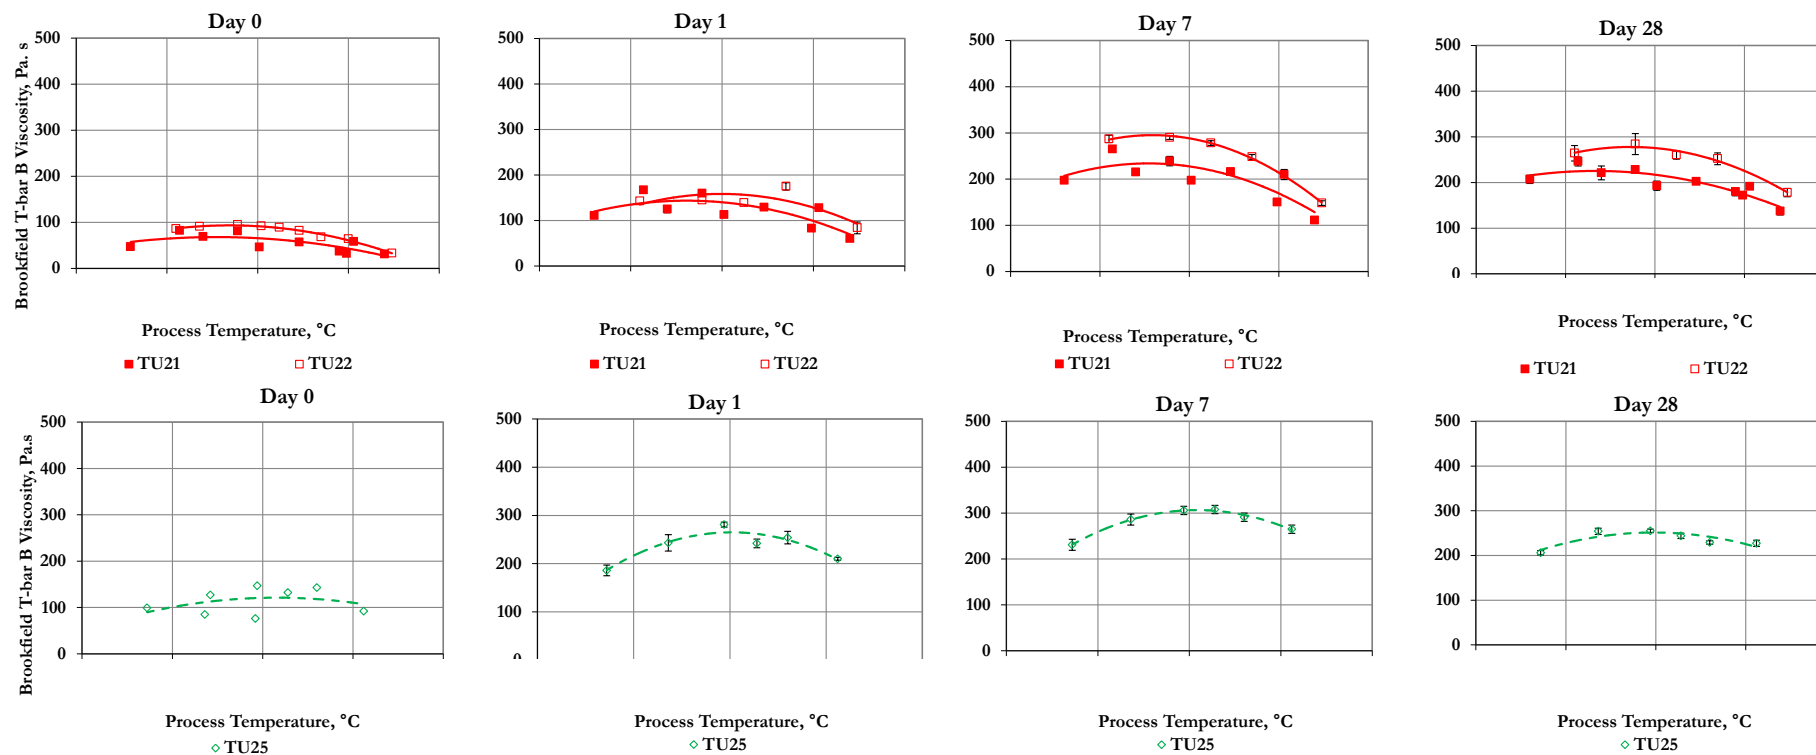 Day 0
Brookfield T-bar B Viscosity, Pa. s
500
400
300
200
100
0
Process Temperature, °C
TU21 TU22
Day 1
500
400
300
200
100
0
Process Temperature, °C
TU21 TU22
Day 7
500
400
300
200
100
0
Process Temperature, °C
TU21 TU22
Day 28
500
400
300
200
100
0
Process Temperature, °C
TU21 TU22
Day 0
Brookfield T-bar B Viscosity, Pa.s
500
400
300
200
100
0
Process Temperature, °C
TU25
Day 1
500
400
300
200
100
0
Process Temperature, °C
TU25
Day 7
500
400
300
200
100
0
Process Temperature, °C
TU25
Day 28
500
400
300
200
100
0
Process Temperature, °C
TU25